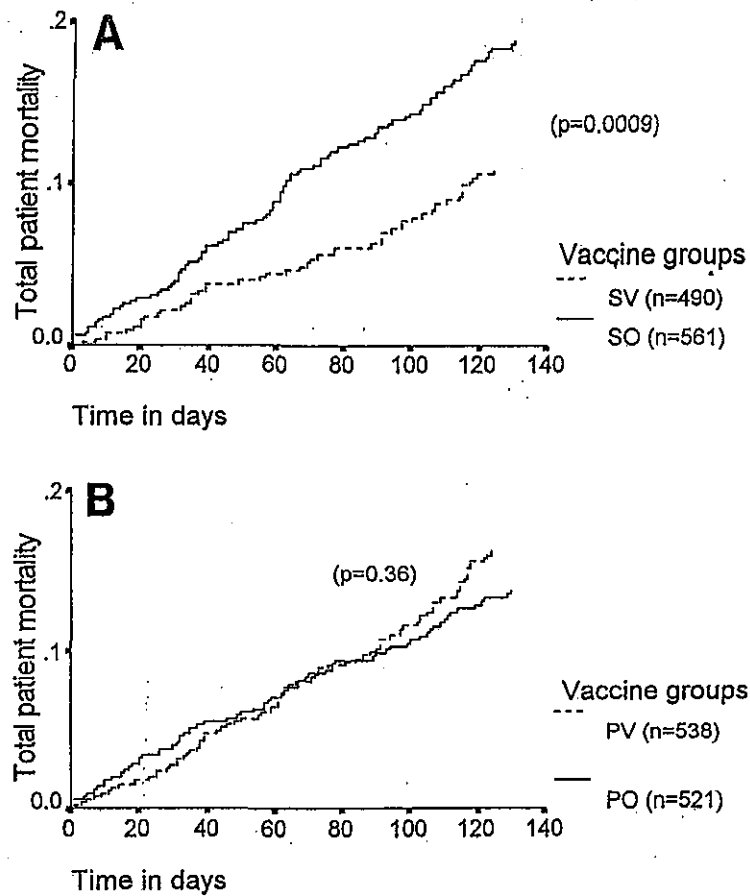 A
.2
.1
0.0
Total patient mortality
(p=0.0009)
Vaccine groups
SV (n=490)
SO (n=561)
0 20 40 60 80 100 120 140
Time in days
B
.2
.1
0.0
Total patient mortality
(p=0.36)
Vaccine groups
PV (n=538)
PO (n=521)
0 20 40 60 80 100 120 140
Time in days